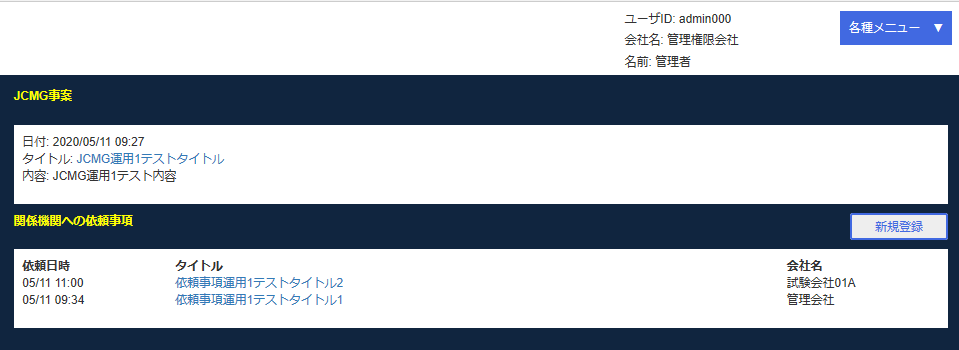 ユーザID: admin000
会社名: 管理権限会社
名前: 管理者
各種メニュー ▼
JCMG事案
日付: 2020/05/11 09:27
タイトル: JCMG運用1テストタイトル
内容: JCMG運用1テスト内容
関係機関への依頼事項
新規登録
依頼日時 タイトル 会社名
05/11 11:00 依頼事項運用1テストタイトル2 試験会社01A
05/11 09:34 依頼事項運用1テストタイトル1 管理会社